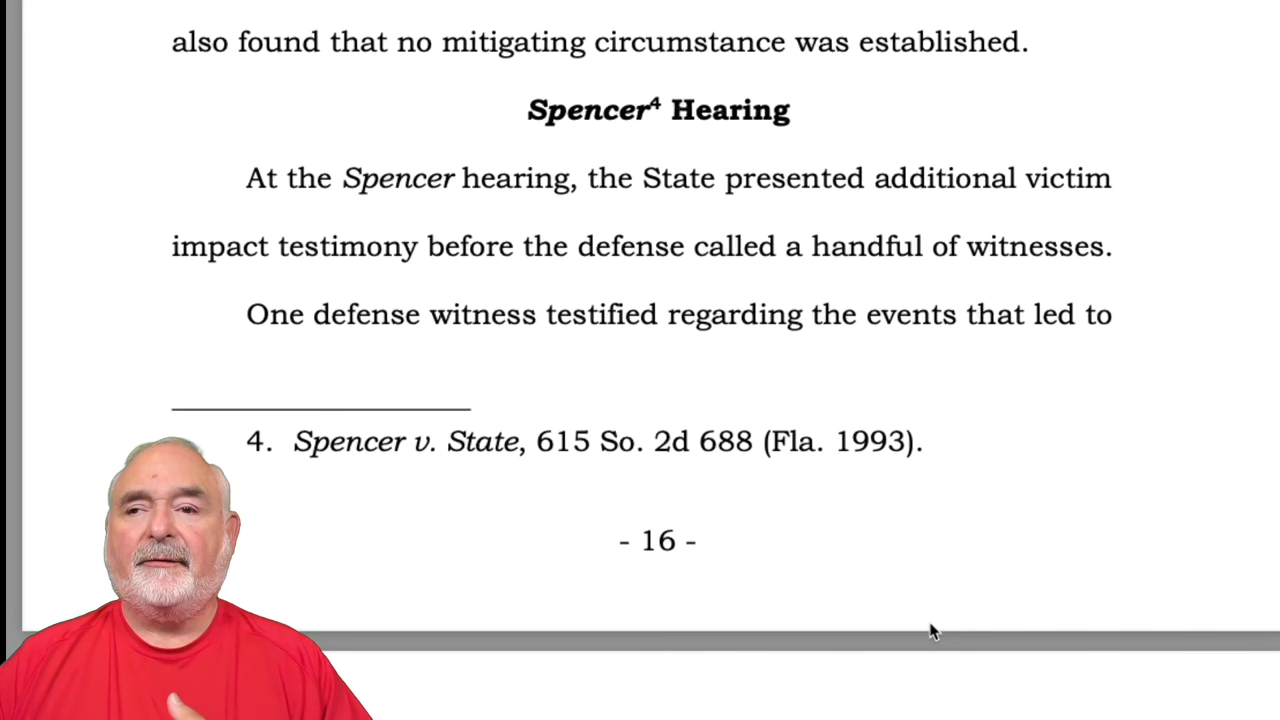 also found that no mitigating circumstance was established.
Spencer⁴ Hearing
At the Spencer hearing, the State presented additional victim
impact testimony before the defense called a handful of witnesses.
One defense witness testified regarding the events that led to
4. Spencer v. State, 615 So. 2d 688 (Fla. 1993).
- 16 -